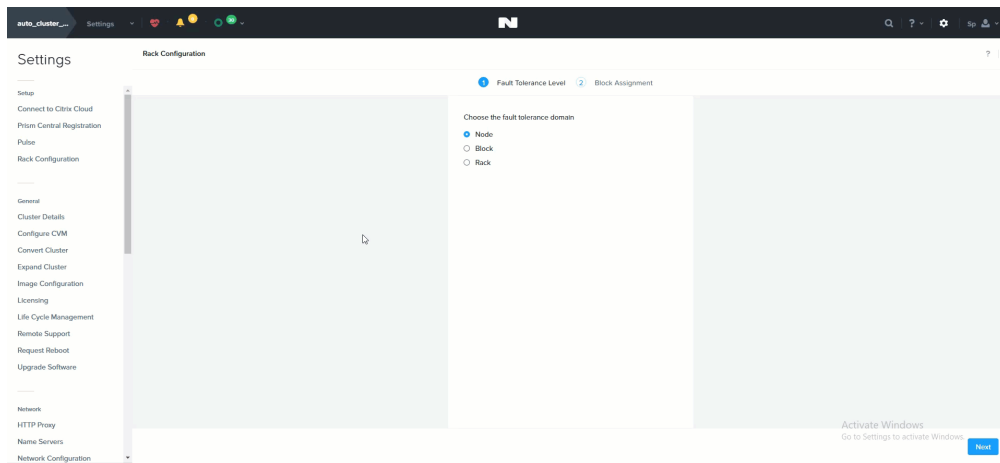 auto_cluster_... Settings 30 ? Sp
Settings
Rack Configuration ?
1 Fault Tolerance Level 2 Block Assignment
Setup
Connect to Citrix Cloud
Prism Central Registration
Pulse
Rack Configuration
Choose the fault tolerance domain
Node
Block
Rack
General
Cluster Details
Configure CVM
Convert Cluster
Expand Cluster
Image Configuration
Licensing
Life Cycle Management
Remote Support
Request Reboot
Upgrade Software
Network
HTTP Proxy
Name Servers
Network Configuration
Activate Windows
Go to Settings to activate Windows
Next